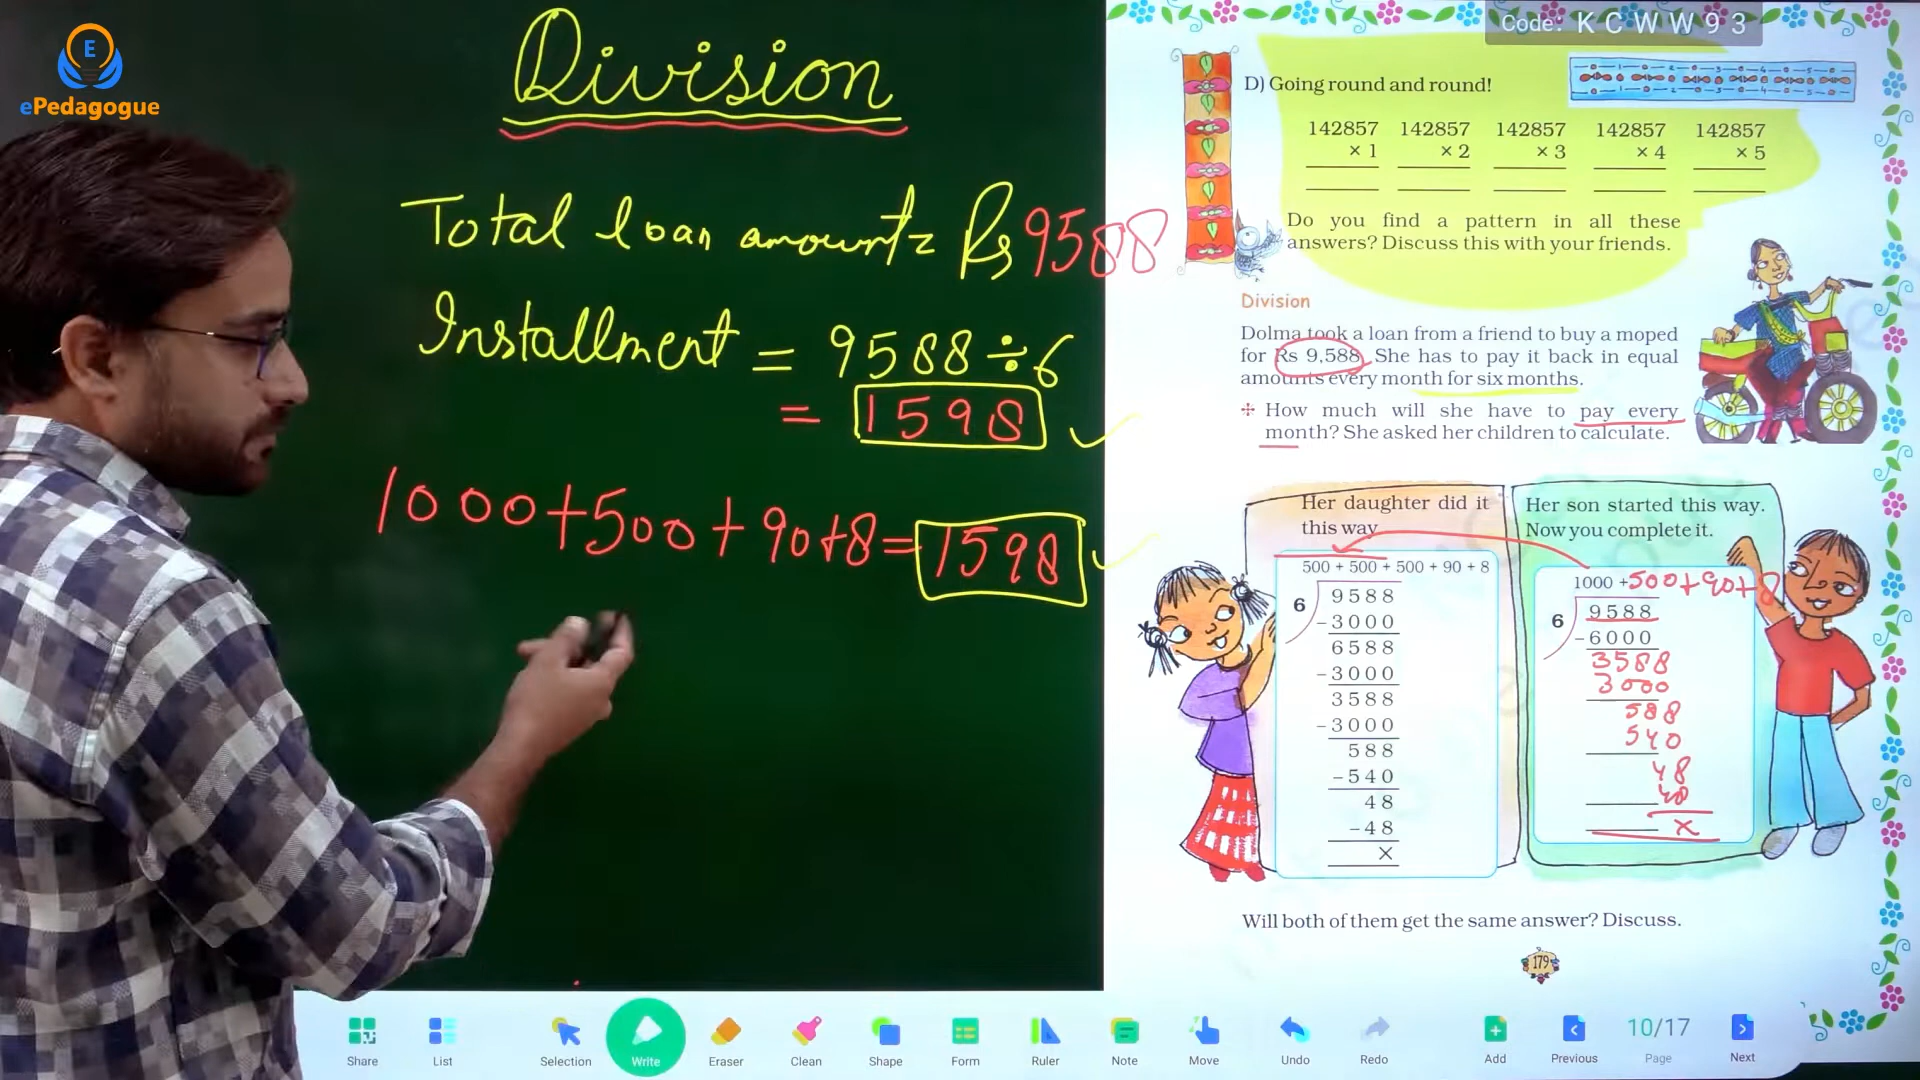 E
ePedagogue
Division
Total loan amount = Rs 9588
Installment = 9588 ÷ 6
= 1598
1000+500+90+8=1598
Code: KCWW93
D) Going round and round!
142857 142857 142857 142857 142857
× 1 × 2 × 3 × 4 × 5
Do you find a pattern in all these
answers? Discuss this with your friends.
Division
Dolma took a loan from a friend to buy a moped
for Rs 9,588. She has to pay it back in equal
amounts every month for six months.
How much will she have to pay every
month? She asked her children to calculate.
Her daughter did it
this way
500 + 500 + 500 + 90 + 8
6 9588
-3000
6588
-3000
3588
-3000
588
-540
48
-48
×
Her son started this way.
Now you complete it.
1000 +500+90+8
6 9588
-6000
3588
3000
588
540
48
48
x
Will both of them get the same answer? Discuss.
179
Share List Selection Write Eraser Clean Shape Form Ruler Note Move Undo Redo Add Previous 10/17 Page Next